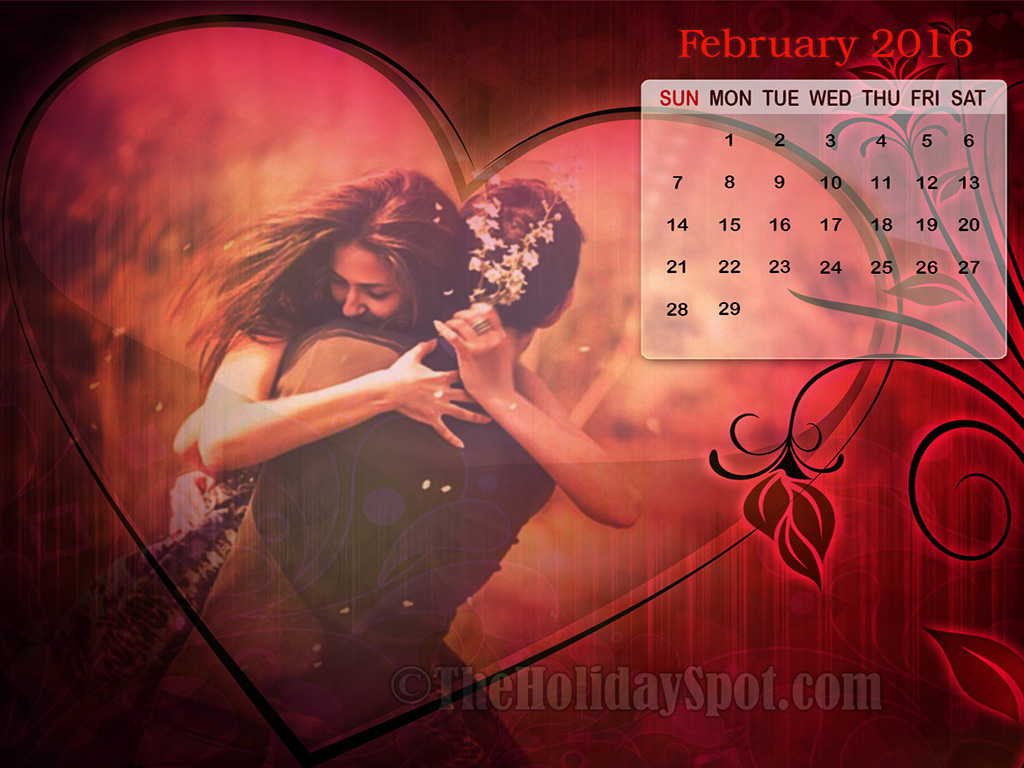 February 2016
SUN MON TUE WED THU FRI SAT
1 2 3 4 5 6
7 8 9 10 11 12 13
14 15 16 17 18 19 20
21 22 23 24 25 26 27
28 29
©TheHolidaySpot.com